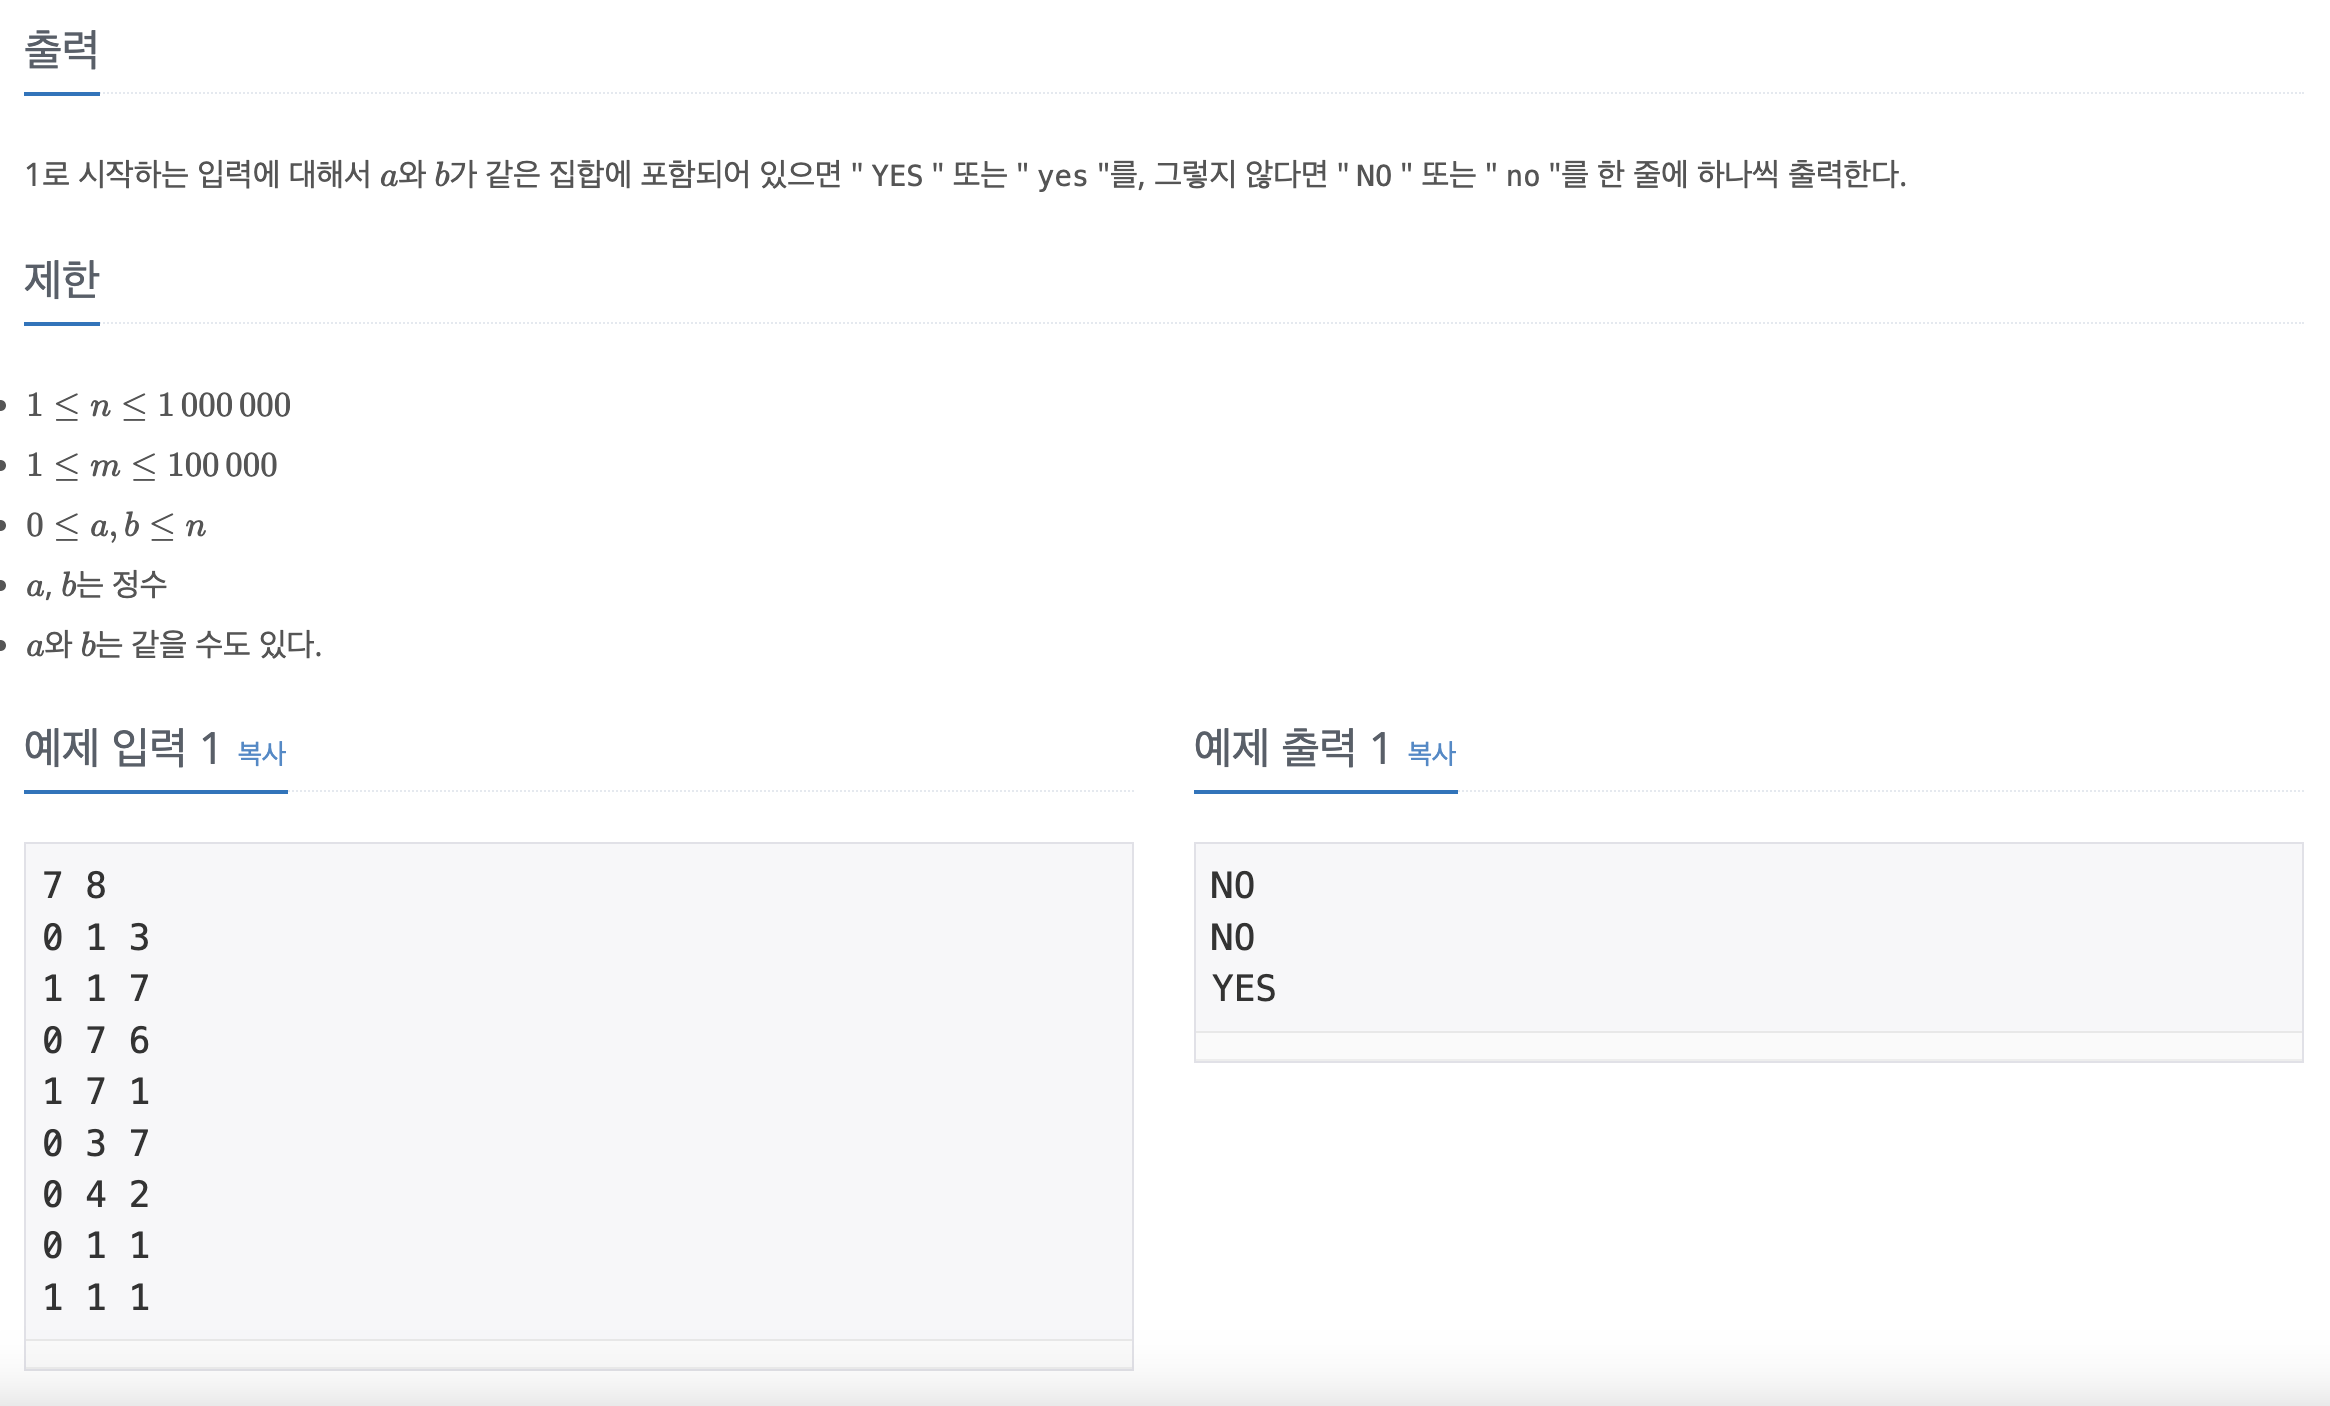 출력
1로 시작하는 입력에 대해서 a와 b가 같은 집합에 포함되어 있으면 " YES " 또는 " yes "를, 그렇지 않다면 " NO " 또는 " no "를 한 줄에 하나씩 출력한다.
제한
• 1 ≤ n ≤ 1 000 000
• 1 ≤ m ≤ 100 000
• 0 ≤ a, b ≤ n
• a, b는 정수
• a와 b는 같을 수도 있다.
예제 입력 1 복사
7 8
0 1 3
1 1 7
0 7 6
1 7 1
0 3 7
0 4 2
0 1 1
1 1 1
예제 출력 1 복사
NO
NO
YES